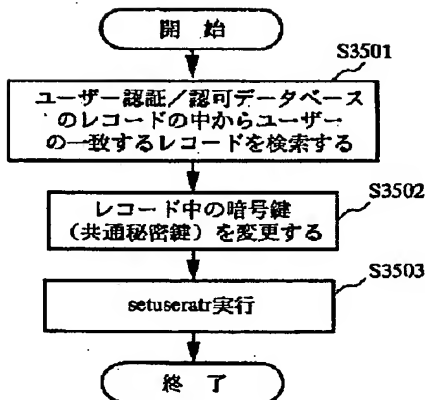 開 始
S3501
ユーザー認証/認可データベース
のレコードの中からユーザー
の一致するレコードを検索する
S3502
レコード中の暗号鍵
(共通秘密鍵)を変更する
S3503
setuseratr実行
終 了